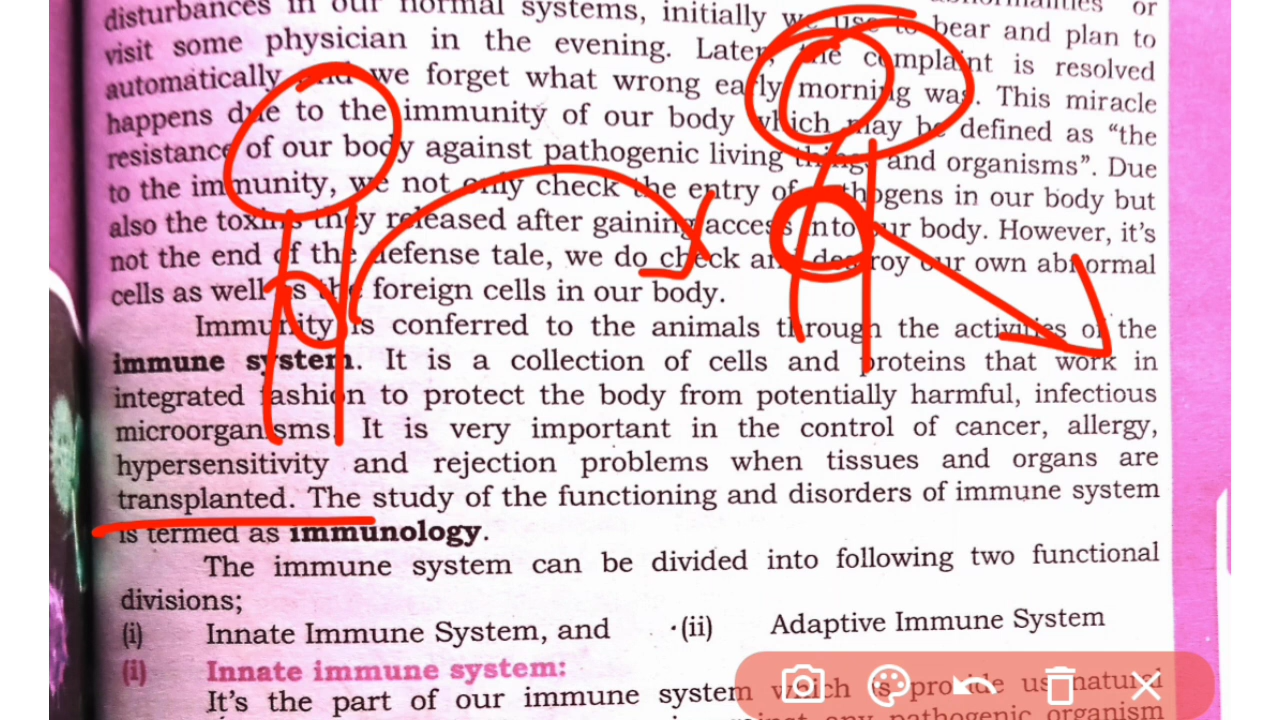 disturbances in our normal systems, initially we use to bear and plan to
visit some physician in the evening. Later, the complaint is resolved
automatically and we forget what wrong early morning was. This miracle
happens due to the immunity of our body which may be defined as “the
resistance of our body against pathogenic living things and organisms”. Due
to the immunity, we not only check the entry of pathogens in our body but
also the toxins they released after gaining access into our body. However, it’s
not the end of the defense tale, we do check and destroy our own abnormal
cells as well as the foreign cells in our body.
Immunity is conferred to the animals through the activities of the
immune system. It is a collection of cells and proteins that work in
integrated fashion to protect the body from potentially harmful, infectious
microorganisms. It is very important in the control of cancer, allergy,
hypersensitivity and rejection problems when tissues and organs are
transplanted. The study of the functioning and disorders of immune system
is termed as immunology.
The immune system can be divided into following two functional
divisions;
(i) Innate Immune System, and (ii) Adaptive Immune System
(i) Innate immune system:
It’s the part of our immune system which is provide us natural
pathogenic organism